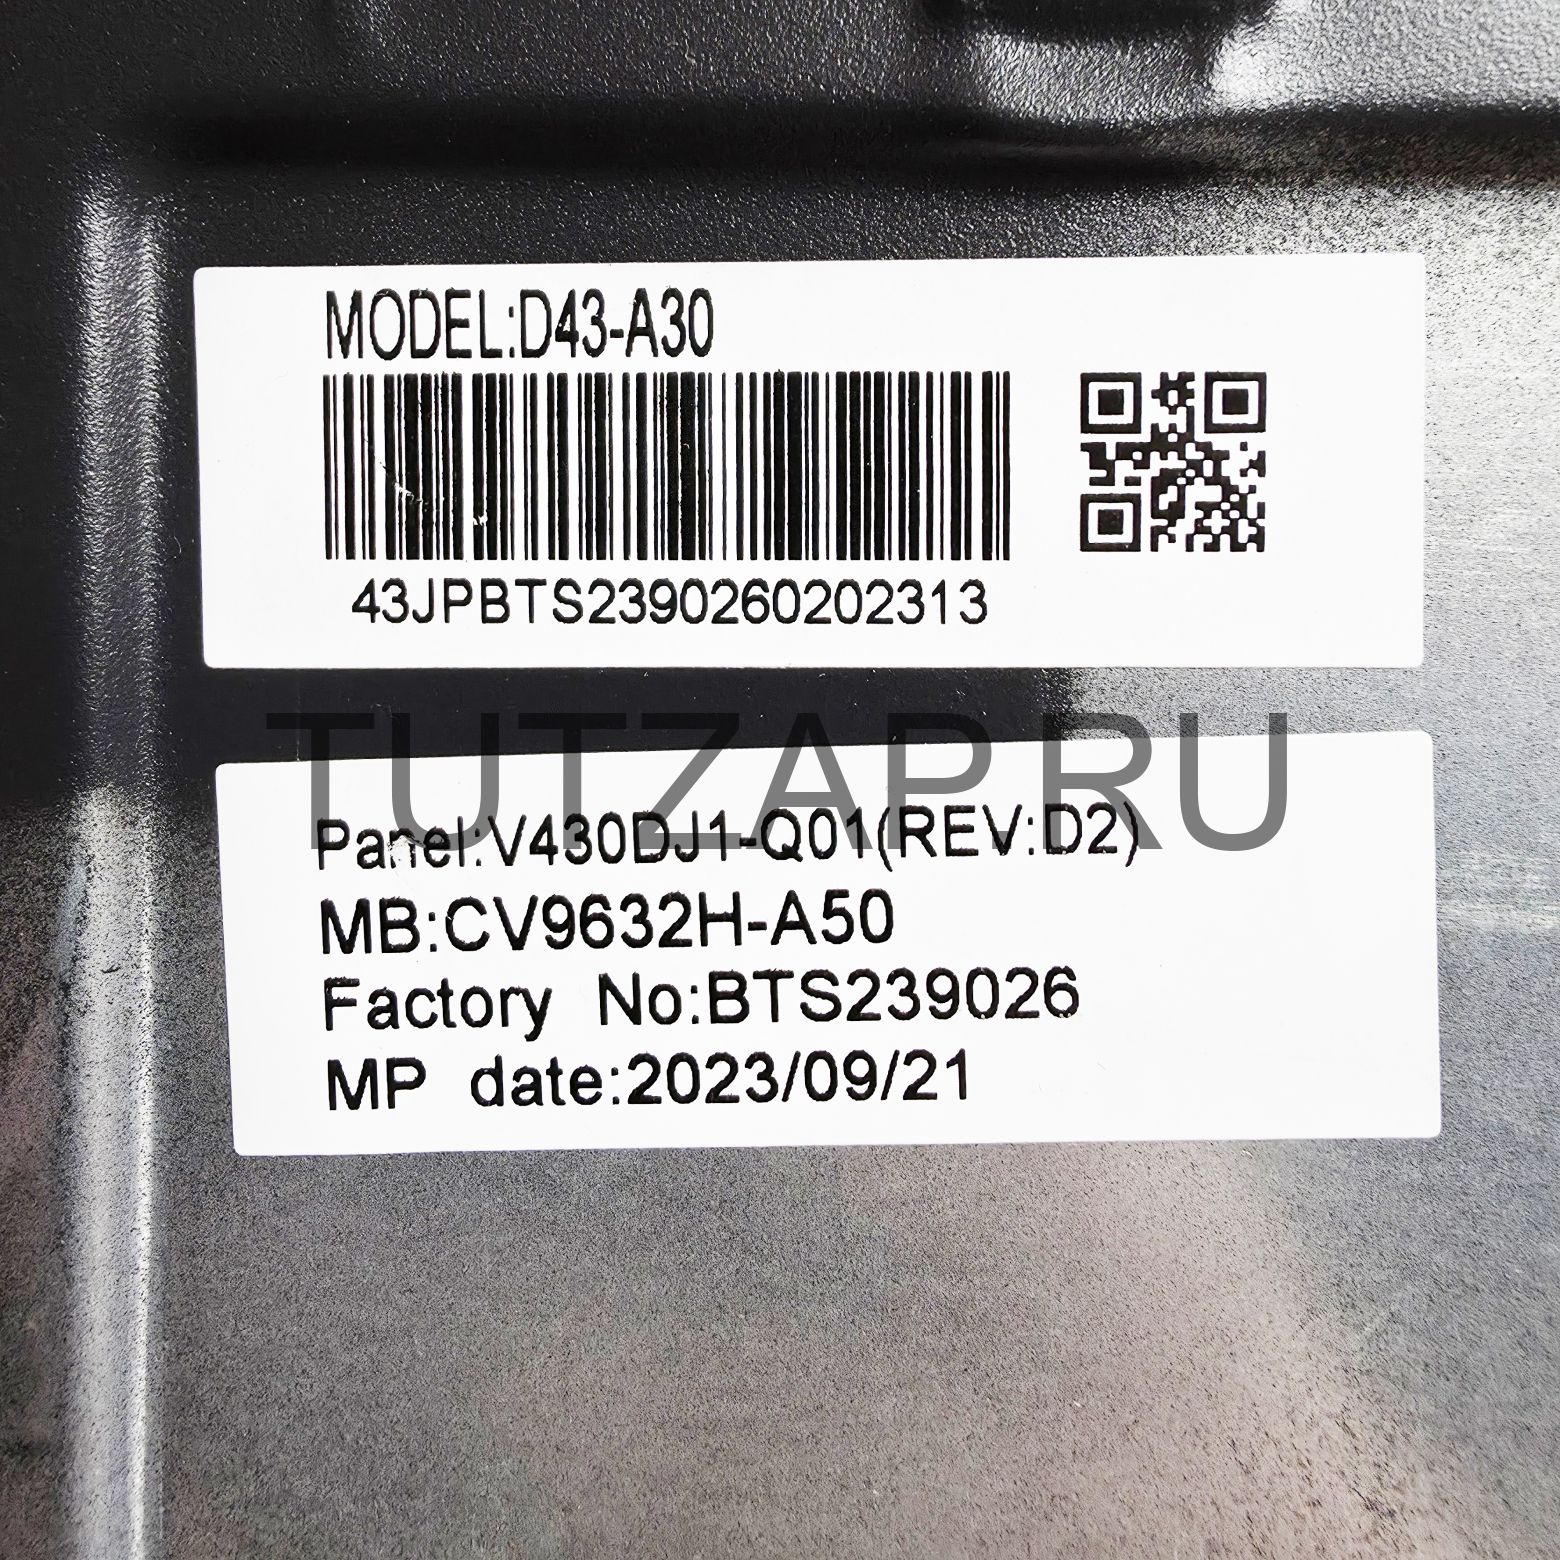 MODEL:D43-A30
43JPBTS2390260202313
TUTZAP.RU
Panel:V430DJ1-Q01(REV:D2)
MB:CV9632H-A50
Factory No:BTS239026
MP date:2023/09/21